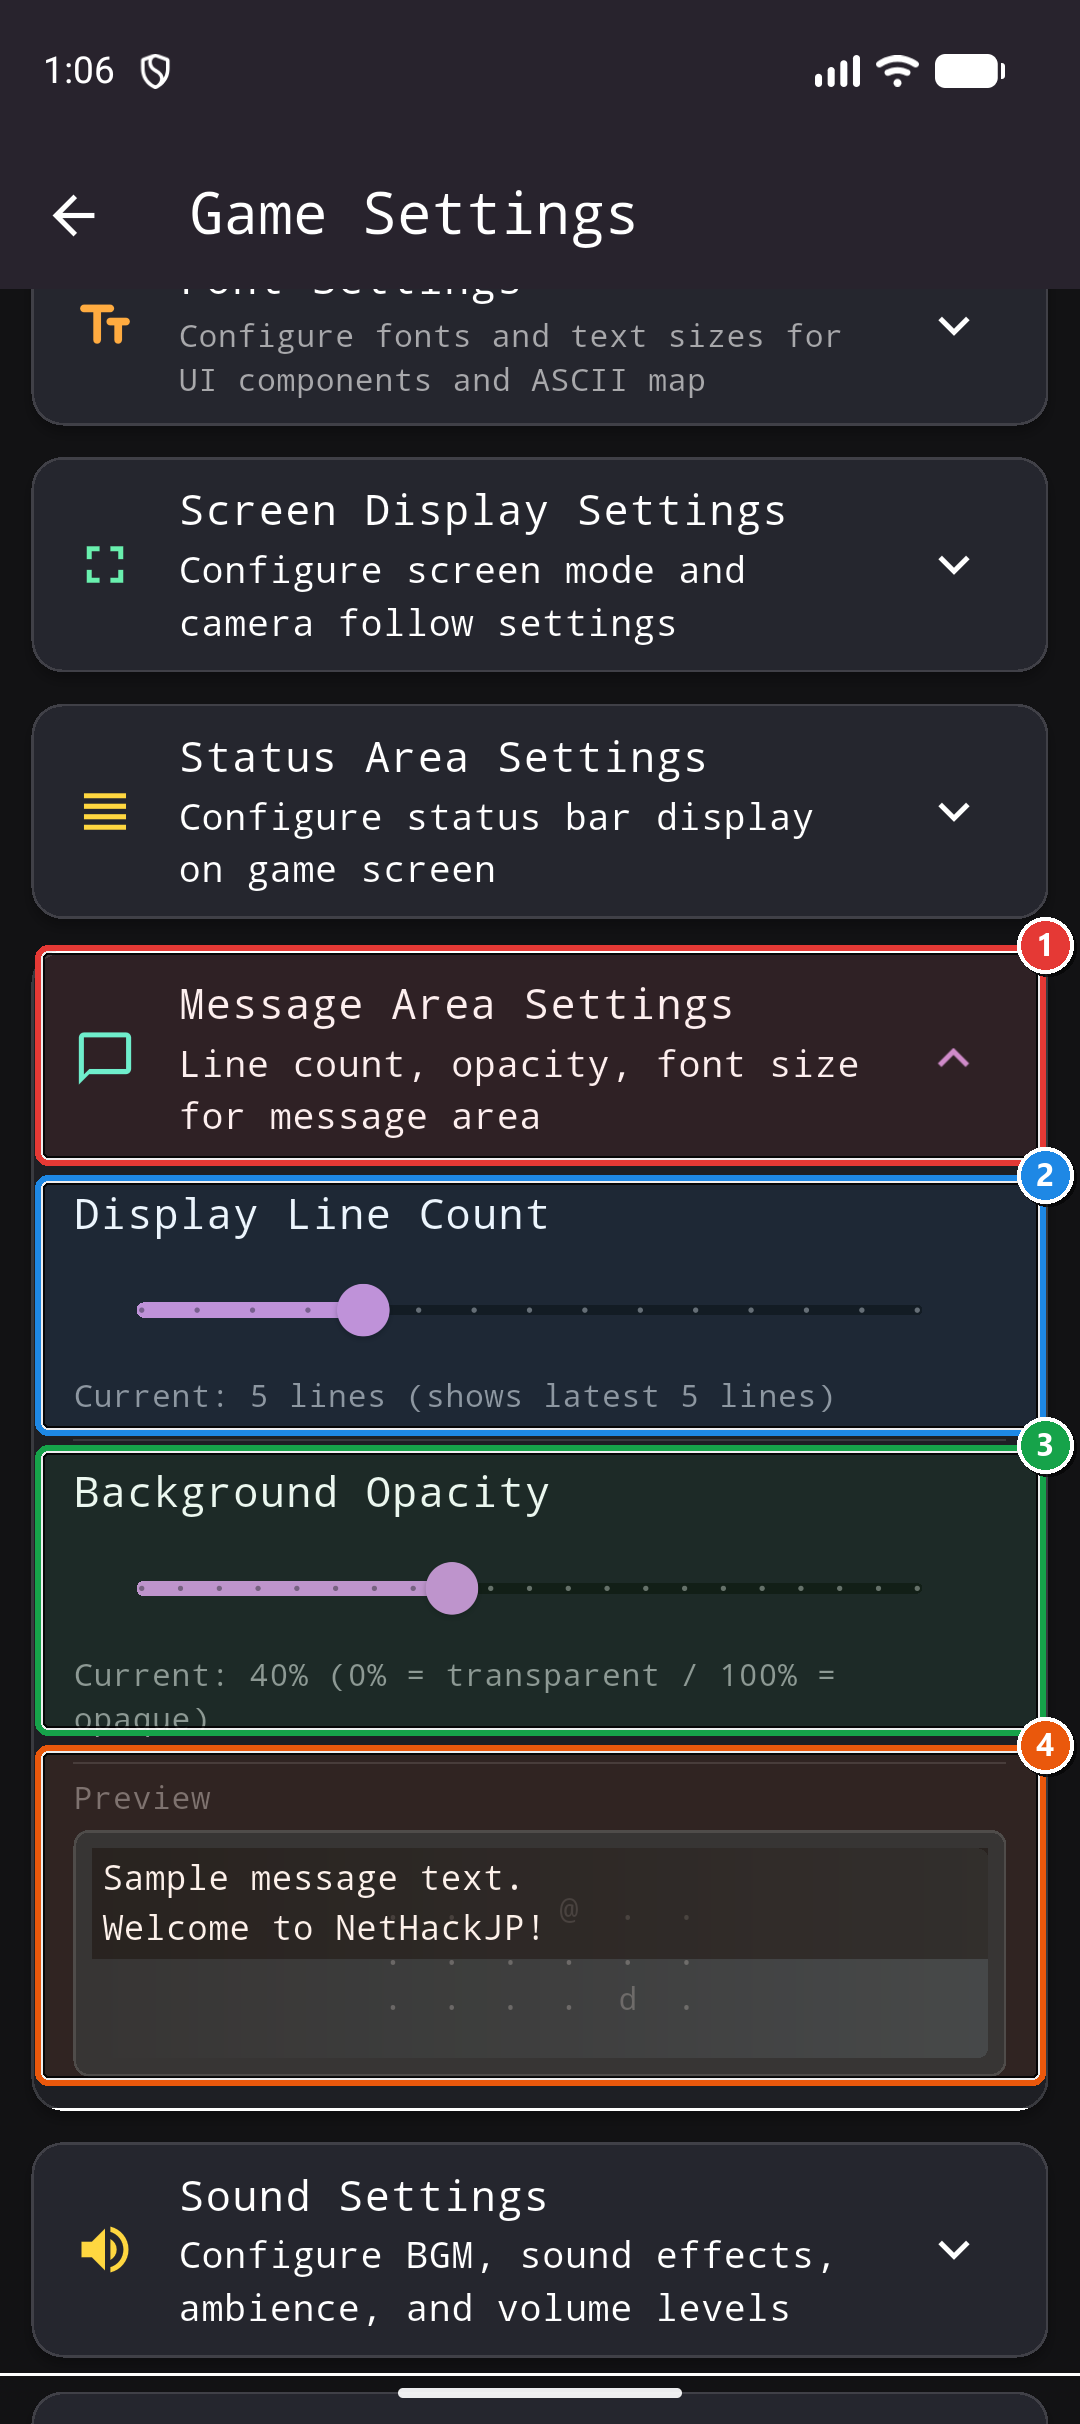 1:06
Game Settings
Font Settings
Configure fonts and text sizes for
UI components and ASCII map
Screen Display Settings
Configure screen mode and
camera follow settings
Status Area Settings
Configure status bar display
on game screen
1
Message Area Settings
Line count, opacity, font size
for message area
2
Display Line Count
Current: 5 lines (shows latest 5 lines)
3
Background Opacity
Current: 40% (0% = transparent / 100% =
opaque)
4
Preview
Sample message text.
Welcome to NetHackJP!
@ . .
. . . . . .
. . . . d .
Sound Settings
Configure BGM, sound effects,
ambience, and volume levels